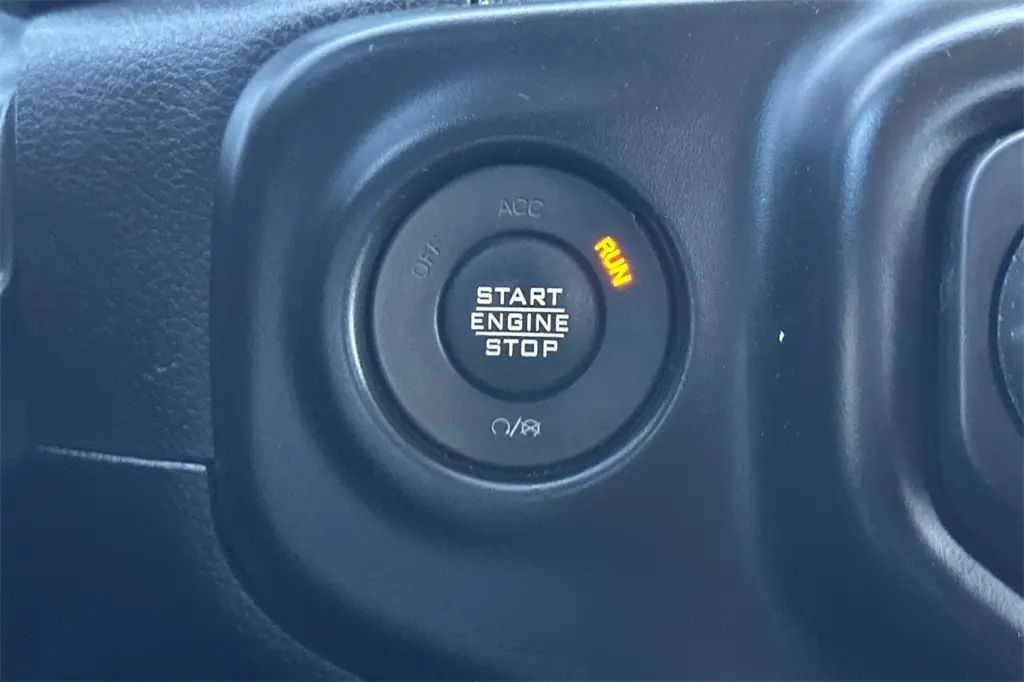 ACC
OFF
RUN
START
ENGINE
STOP